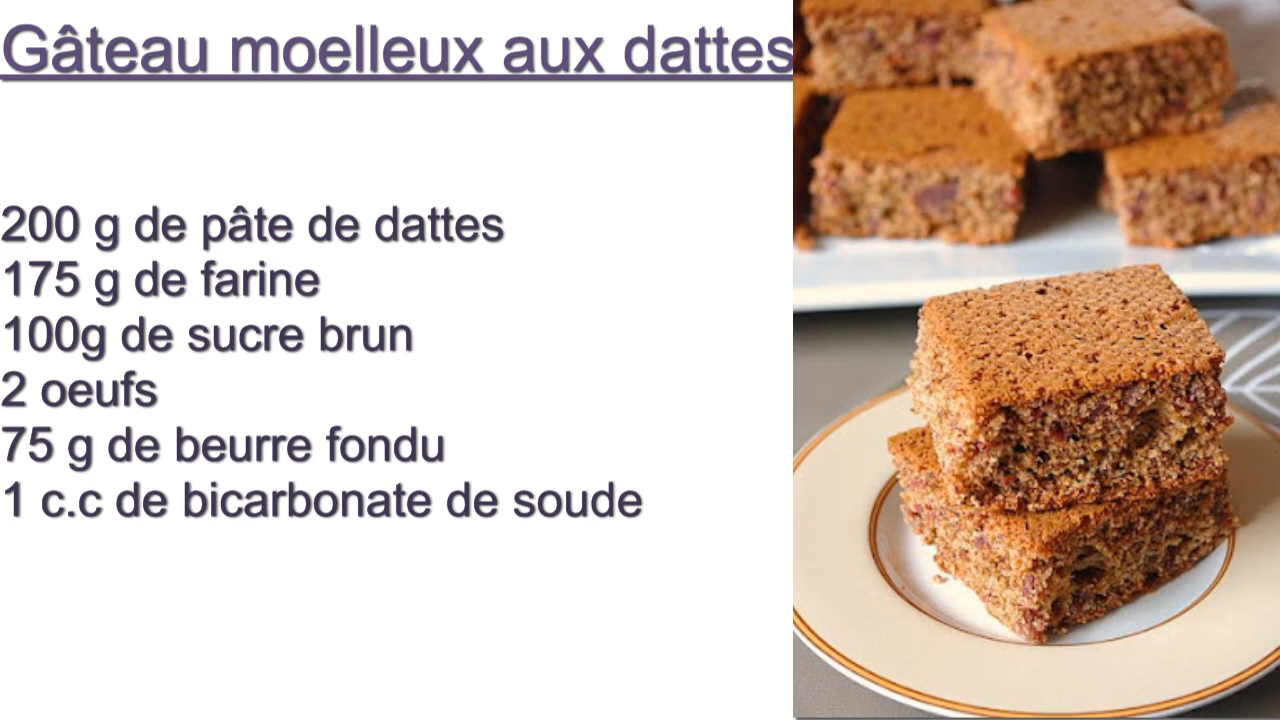 Gâteau moelleux aux dattes
200 g de pâte de dattes
175 g de farine
100g de sucre brun
2 oeufs
75 g de beurre fondu
1 c.c de bicarbonate de soude